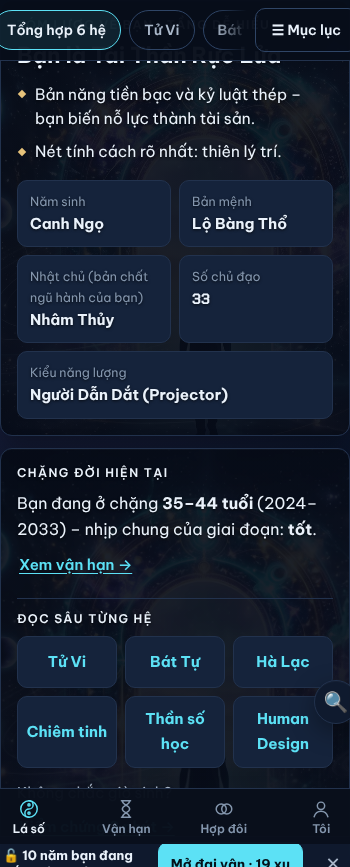 Tổng hợp 6 hệ
Tử Vi
Bát
☰ Mục lục
Bản năng tiền bạc và kỷ luật thép –
bạn biến nỗ lực thành tài sản.
Nét tính cách rõ nhất: thiên lý trí.
Năm sinh
Canh Ngọ
Bản mệnh
Lộ Bàng Thổ
Nhật chủ (bản chất
ngũ hành của bạn)
Nhâm Thủy
Số chủ đạo
33
Kiểu năng lượng
Người Dẫn Dắt (Projector)
CHẶNG ĐỜI HIỆN TẠI
Bạn đang ở chặng 35–44 tuổi (2024–
2033) – nhịp chung của giai đoạn: tốt.
Xem vận hạn →
ĐỌC SÂU TỪNG HỆ
Tử Vi
Bát Tự
Hà Lạc
Chiêm tinh
Thần số
học
Human
Design
Lá số
Vận hạn
Hợp đôi
Tôi
🔓 10 năm bạn đang
Mở đại vận · 19 xu
✕